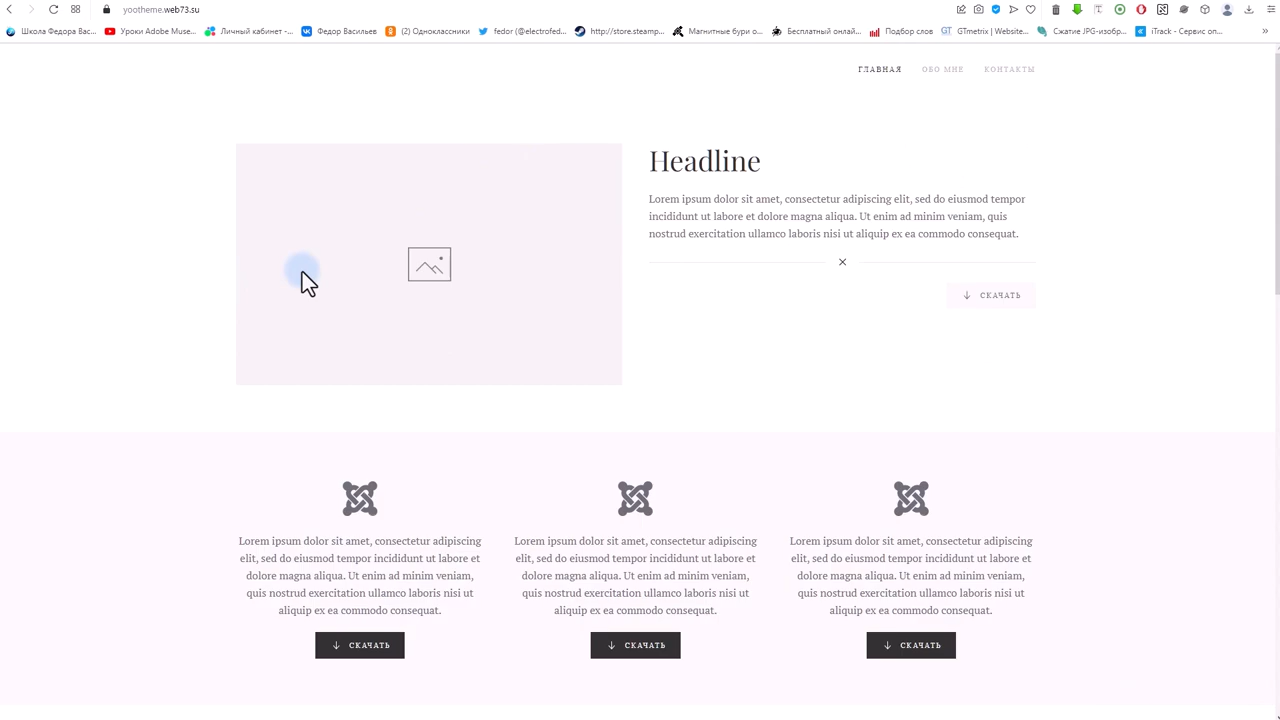 yootheme.web73.su
Школа Федора Вас...
Уроки Adobe Muse...
Личный кабинет -...
Федор Васильев
(2) Одноклассники
fedor (@electrofed...
http://store.steamp...
Магнитные бури о...
Бесплатный онлай...
Подбор слов
GTmetrix | Website...
Сжатие JPG-изобр...
iTrack - Сервис оп...
ГЛАВНАЯ
ОБО МНЕ
КОНТАКТЫ
Headline
Lorem ipsum dolor sit amet, consectetur adipiscing elit, sed do eiusmod tempor
incididunt ut labore et dolore magna aliqua. Ut enim ad minim veniam, quis
nostrud exercitation ullamco laboris nisi ut aliquip ex ea commodo consequat.
СКАЧАТЬ
Lorem ipsum dolor sit amet, consectetur adipiscing
elit, sed do eiusmod tempor incididunt ut labore et
dolore magna aliqua. Ut enim ad minim veniam,
quis nostrud exercitation ullamco laboris nisi ut
aliquip ex ea commodo consequat.
СКАЧАТЬ
Lorem ipsum dolor sit amet, consectetur adipiscing
elit, sed do eiusmod tempor incididunt ut labore et
dolore magna aliqua. Ut enim ad minim veniam,
quis nostrud exercitation ullamco laboris nisi ut
aliquip ex ea commodo consequat.
СКАЧАТЬ
Lorem ipsum dolor sit amet, consectetur adipiscing
elit, sed do eiusmod tempor incididunt ut labore et
dolore magna aliqua. Ut enim ad minim veniam,
quis nostrud exercitation ullamco laboris nisi ut
aliquip ex ea commodo consequat.
СКАЧАТЬ